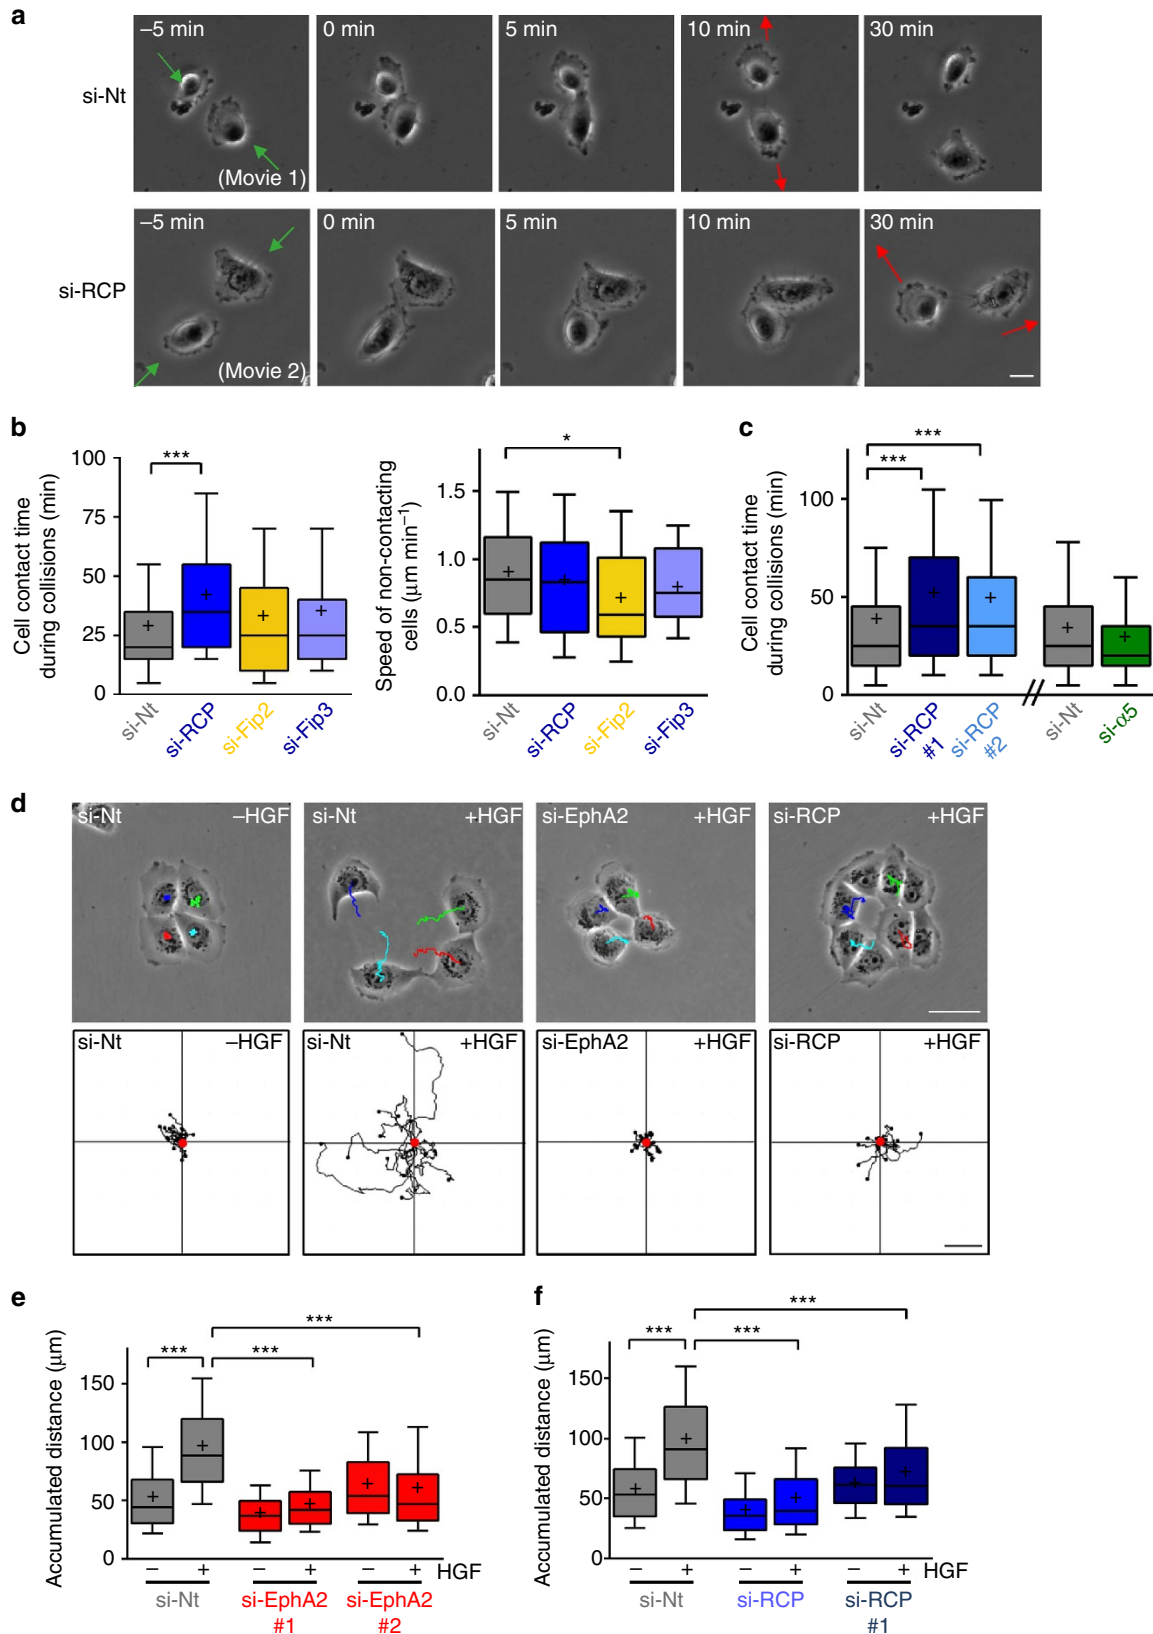 a
−5 min 0 min 5 min 10 min 30 min
si-Nt
(Movie 1)
−5 min 0 min 5 min 10 min 30 min
si-RCP
(Movie 2)
b
Cell contact time
during collisions (min)
100
75
50
25
0
***
si-Nt si-RCP si-Fip2 si-Fip3
Speed of non-contacting
cells (μm min⁻¹)
1.5
1.0
0.5
0.0
*
si-Nt si-RCP si-Fip2 si-Fip3
c
Cell contact time
during collisions (min)
100
50
0
***
***
si-Nt
si-RCP
#1
si-RCP
#2
si-Nt
si-α5
d
si-Nt −HGF si-Nt +HGF si-EphA2 +HGF si-RCP +HGF
si-Nt −HGF si-Nt +HGF si-EphA2 +HGF si-RCP +HGF
e
Accumulated distance (μm)
150
100
50
0
***
*** ***
− + − + − + HGF
si-Nt si-EphA2 si-EphA2
#1 #2
f
Accumulated distance (μm)
150
100
50
0
***
*** ***
− + − + − + HGF
si-Nt si-RCP si-RCP
#1